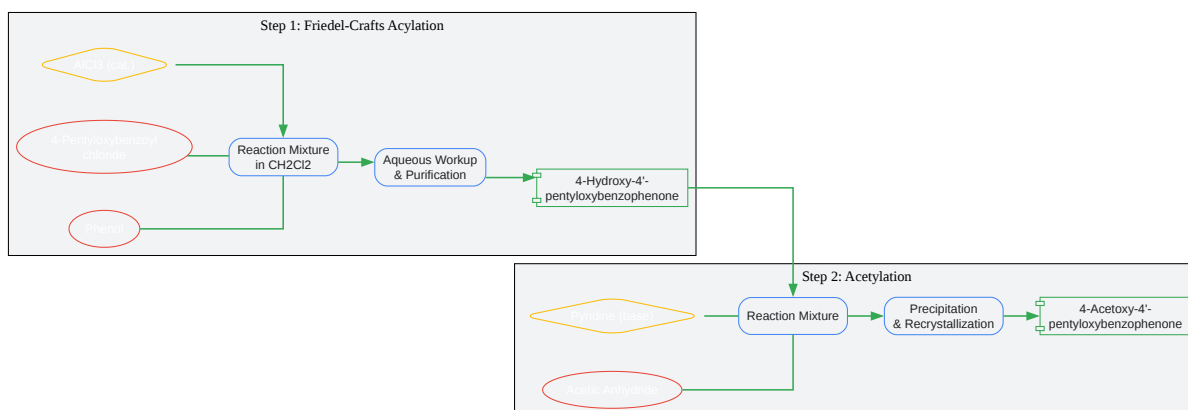 Step 1: Friedel-Crafts Acylation
AlCl3 (cat.)
4-Pentyloxybenzoyl
chloride
Phenol
Reaction Mixture
in CH2Cl2
Aqueous Workup
& Purification
4-Hydroxy-4'-
pentyloxybenzophenone
Step 2: Acetylation
Pyridine (base)
Acetic Anhydride
Reaction Mixture
Precipitation
& Recrystallization
4-Acetoxy-4'-
pentyloxybenzophenone